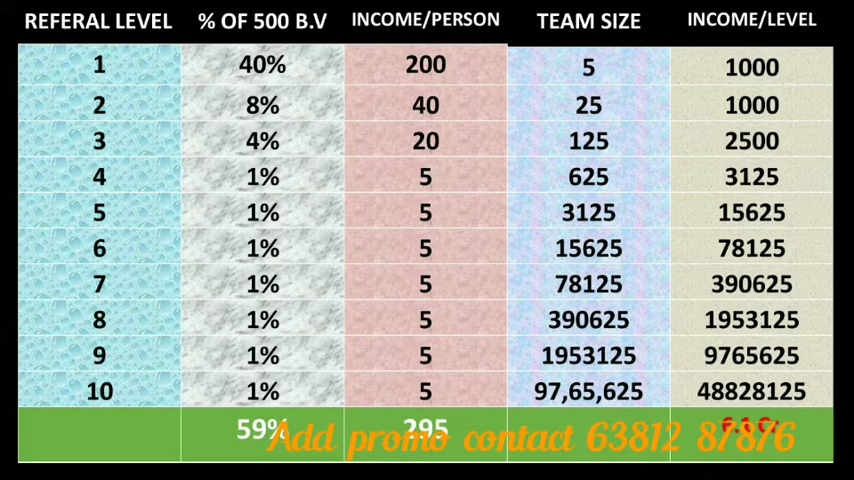 REFERAL LEVEL % OF 500 B.V INCOME/PERSON TEAM SIZE INCOME/LEVEL
1 40% 200 5 1000
2 8% 40 25 1000
3 4% 20 125 2500
4 1% 5 625 3125
5 1% 5 3125 15625
6 1% 5 15625 78125
7 1% 5 78125 390625
8 1% 5 390625 1953125
9 1% 5 1953125 9765625
10 1% 5 97,65,625 48828125
59% 295
Add promo contact 63812 87876